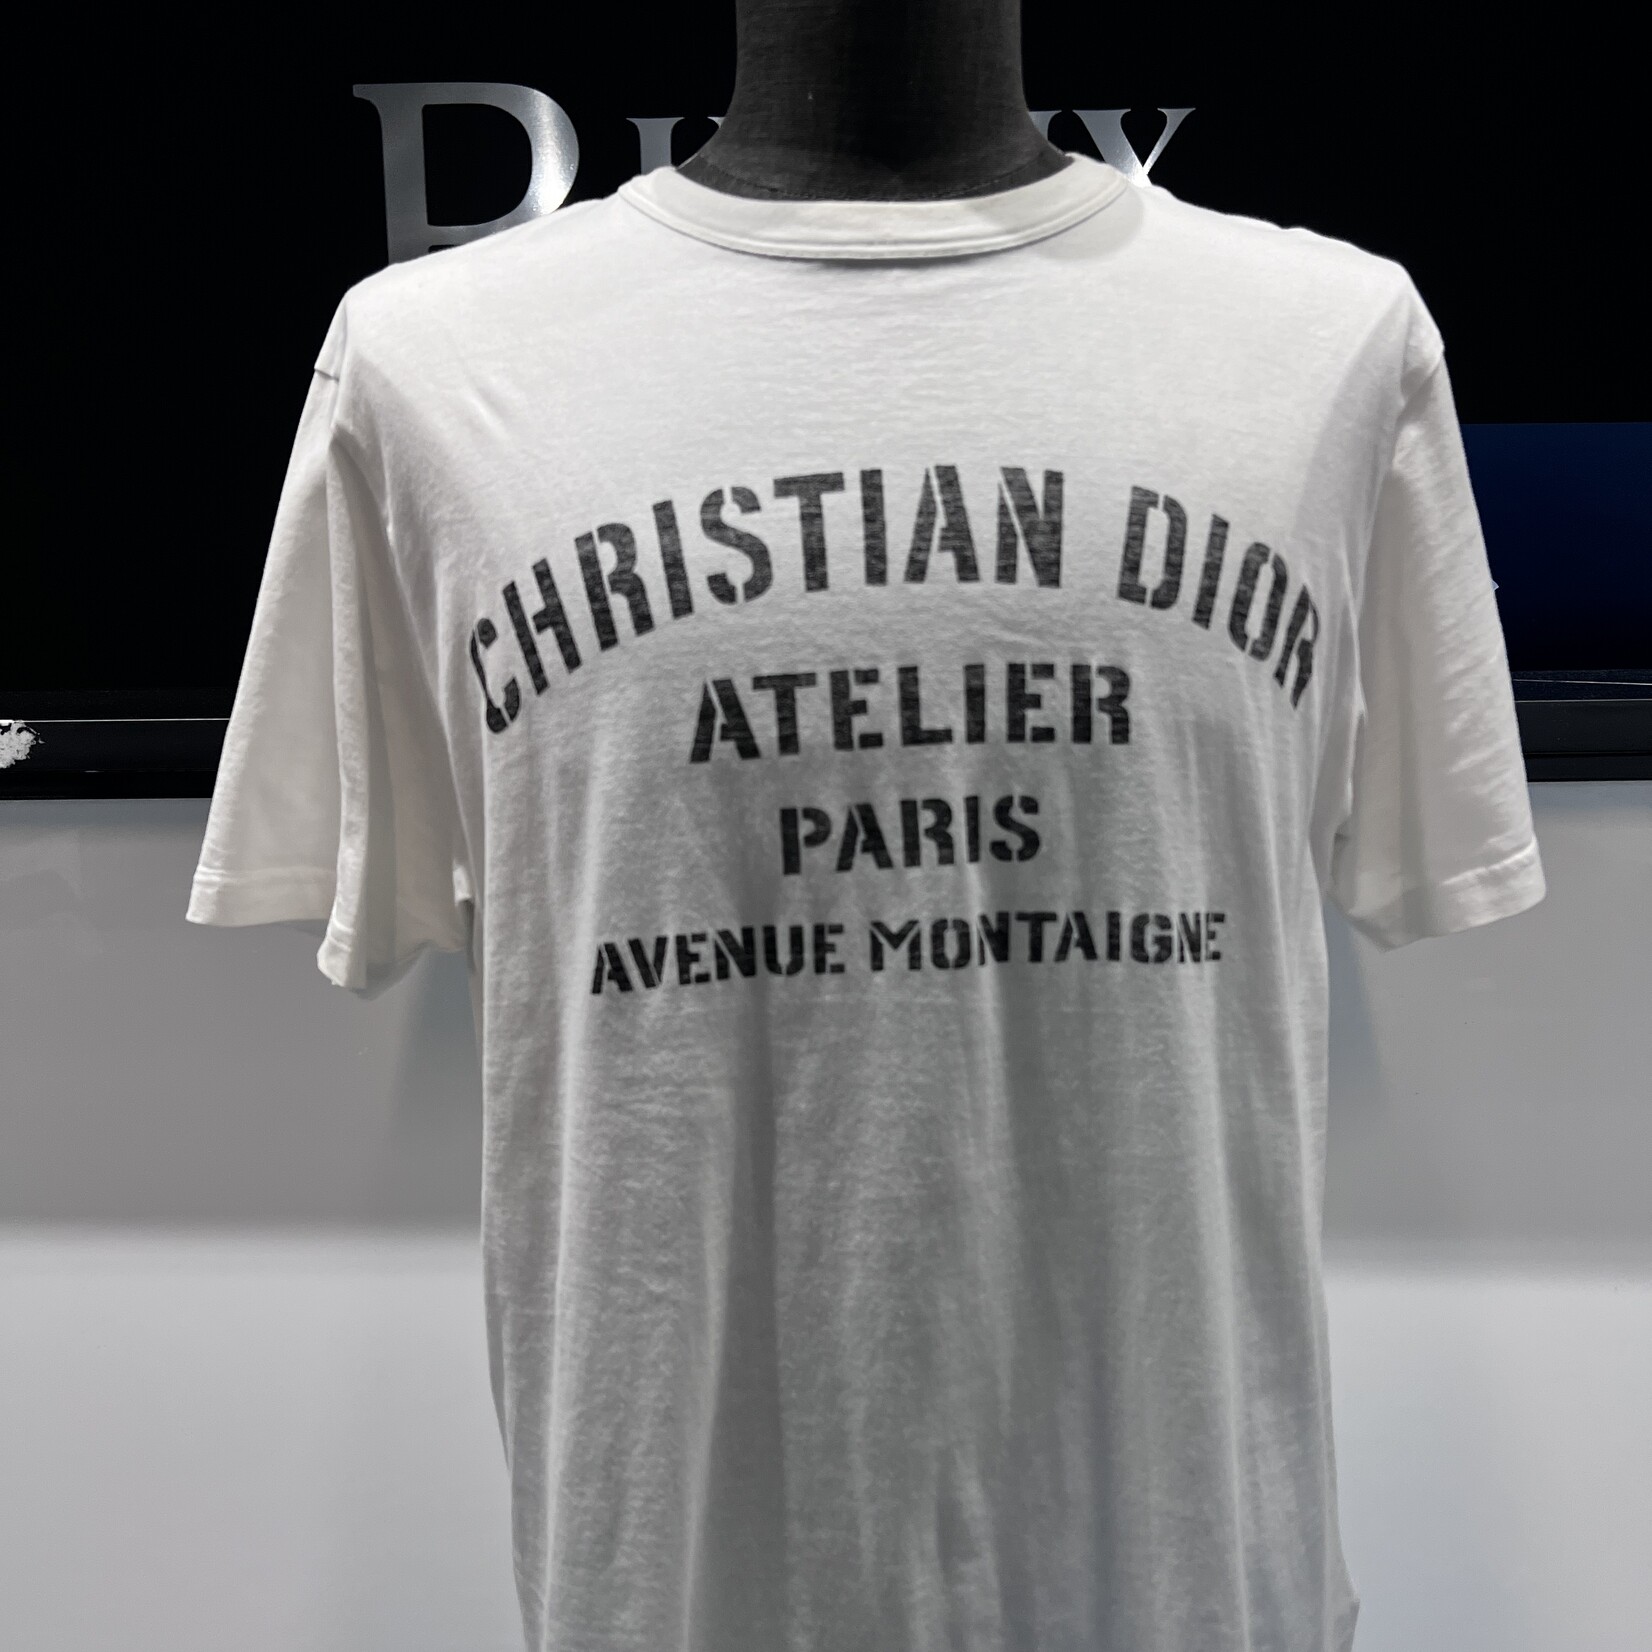 CHRISTIAN DIOR
ATELIER
PARIS
AVENUE MONTAIGNE